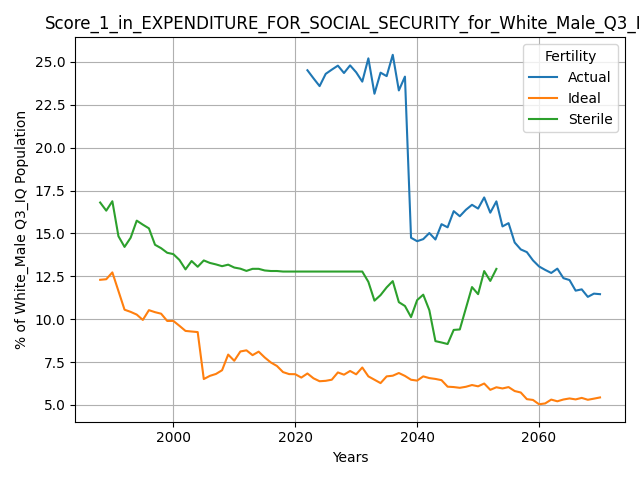 Score_1_in_EXPENDITURE_FOR_SOCIAL_SECURITY_for_White_Male_Q3_I
Fertility
Actual
Ideal
Sterile
% of White_Male Q3_IQ Population
25.0
22.5
20.0
17.5
15.0
12.5
10.0
7.5
5.0
2000 2020 2040 2060
Years